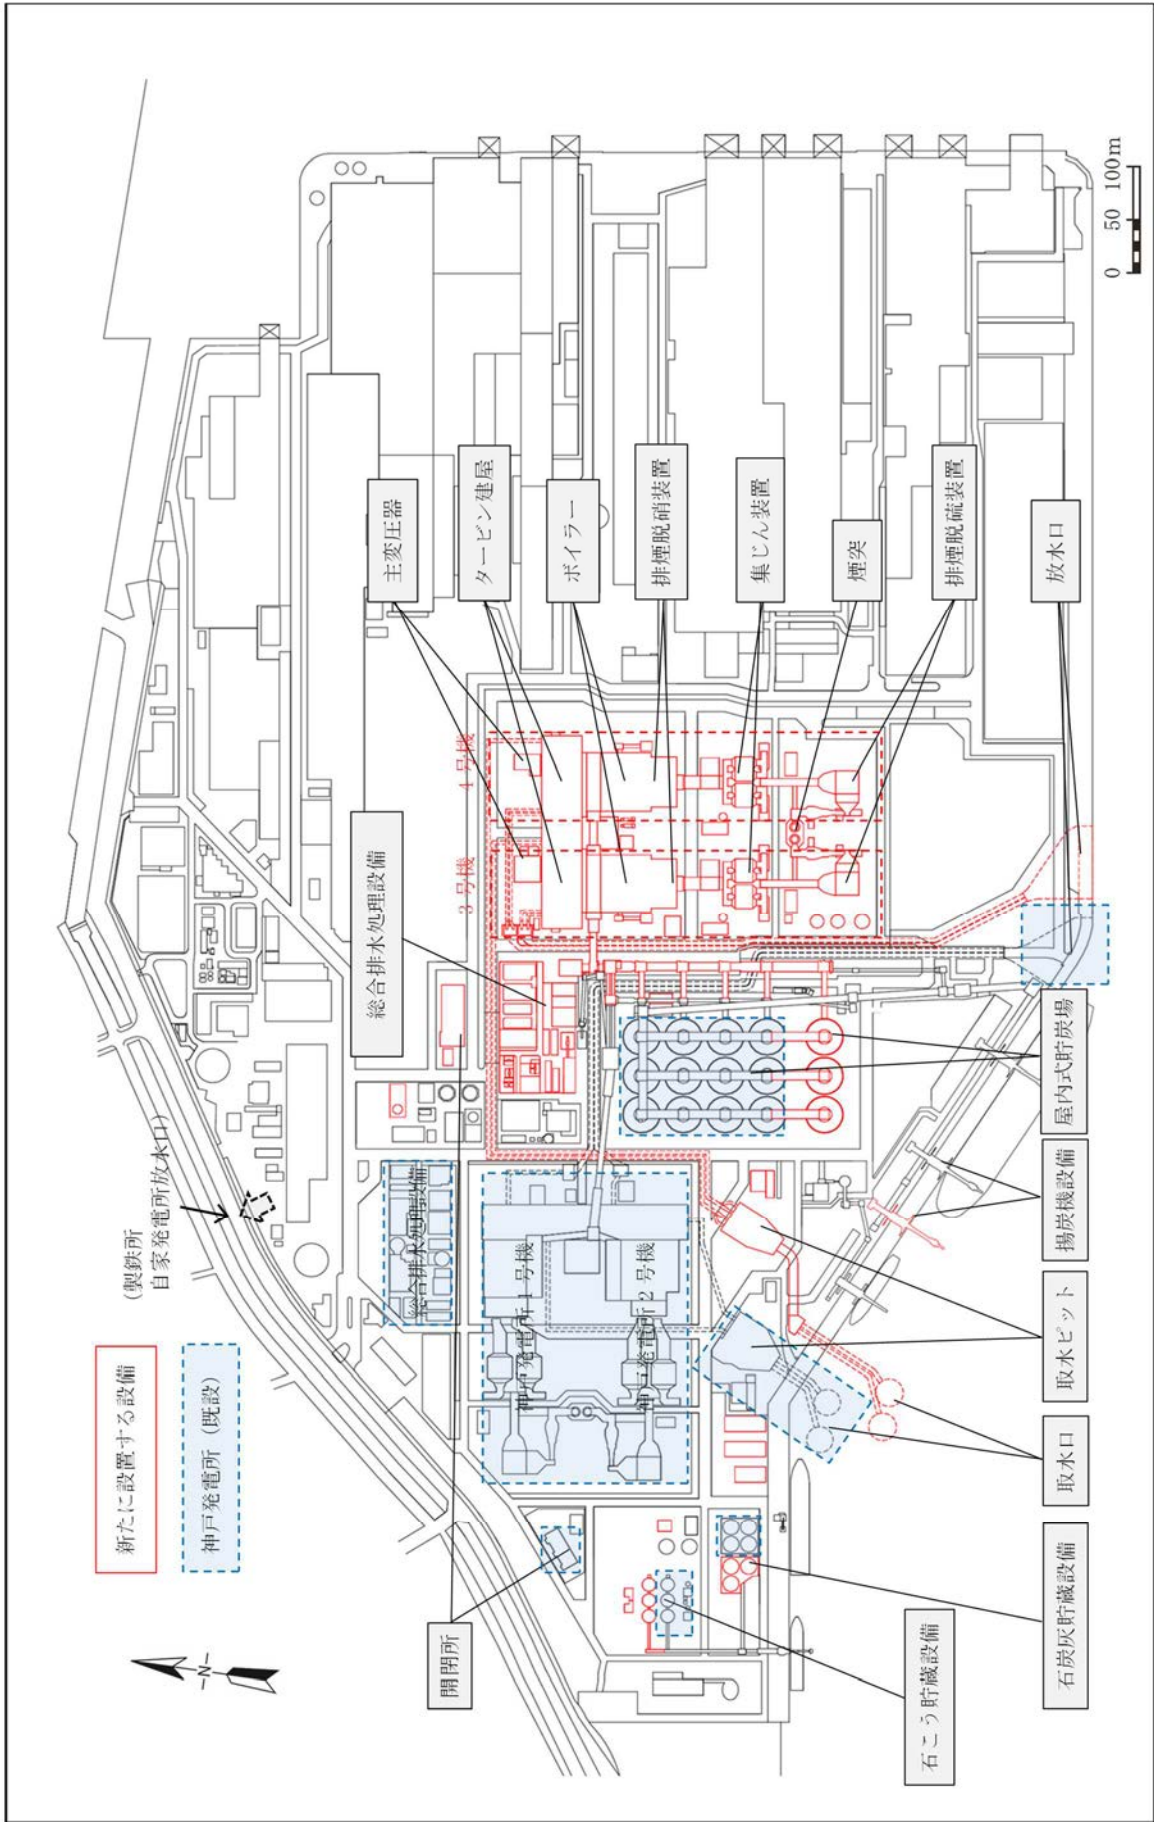 新たに設置する設備
神戸発電所(既設)
-N-
(製鉄所
自家発電所放水口)
開閉所
総合排水処理設備
主変圧器
タービン建屋
ボイラー
排煙脱硝装置
集じん装置
煙突
排煙脱硫装置
放水口
3号機
4号機
総合排水処理設備
神戸発電所1号機
神戸発電所2号機
石こう貯蔵設備
石炭灰貯蔵設備
取水口
取水ピット
揚炭機設備
屋内式貯炭場
0 50 100m